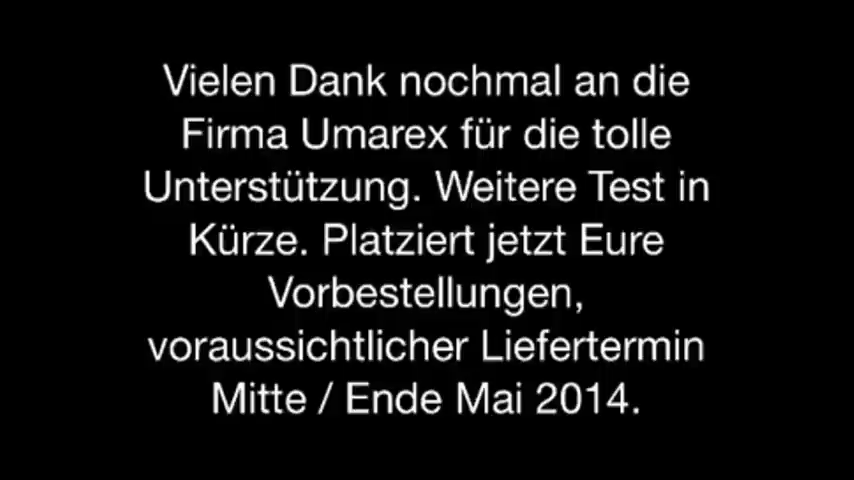 Vielen Dank nochmal an die
Firma Umarex für die tolle
Unterstützung. Weitere Test in
Kürze. Platziert jetzt Eure
Vorbestellungen,
voraussichtlicher Liefertermin
Mitte / Ende Mai 2014.